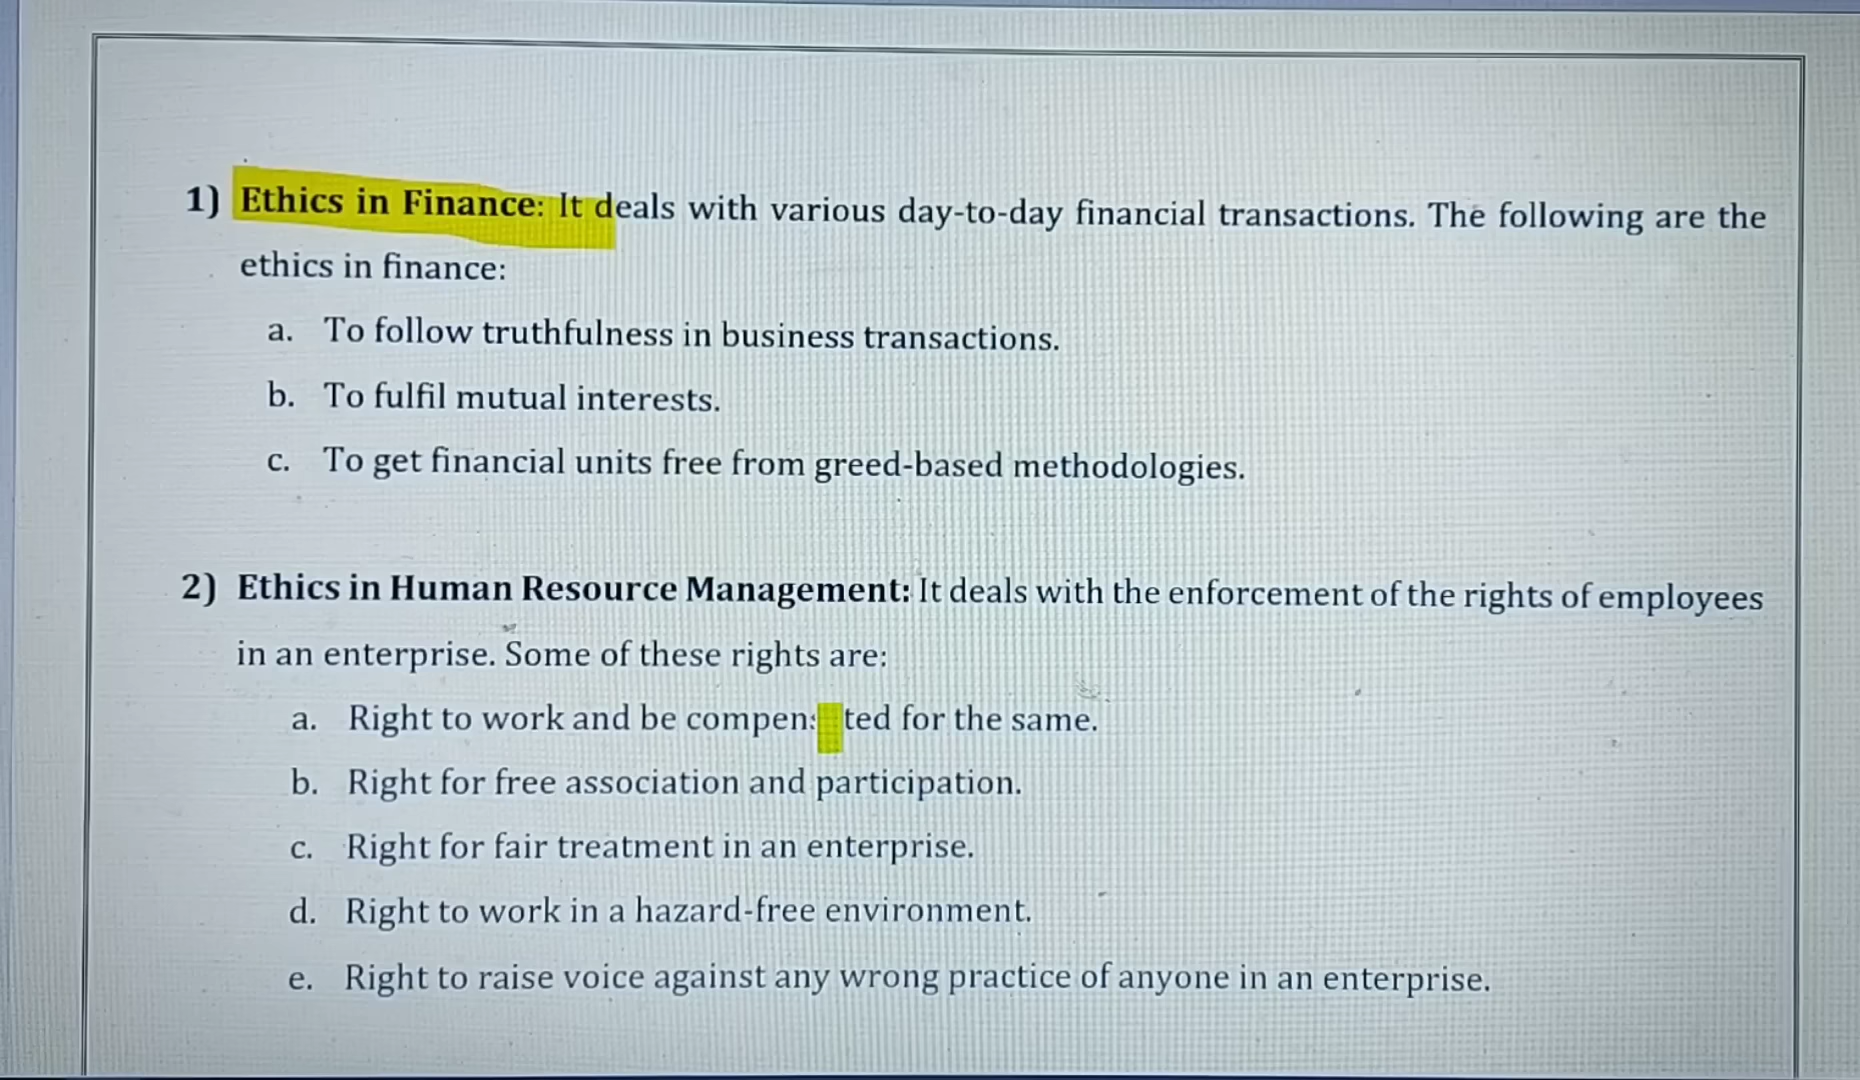 1) Ethics in Finance: It deals with various day-to-day financial transactions. The following are the
ethics in finance:
a. To follow truthfulness in business transactions.
b. To fulfil mutual interests.
c. To get financial units free from greed-based methodologies.
2) Ethics in Human Resource Management: It deals with the enforcement of the rights of employees
in an enterprise. Some of these rights are:
a. Right to work and be for the same.
b. Right for free association and participation.
c. Right for fair treatment in an enterprise.
d. Right to work in a hazard-free environment.
e. Right to raise voice against any wrong practice of anyone in an enterprise.